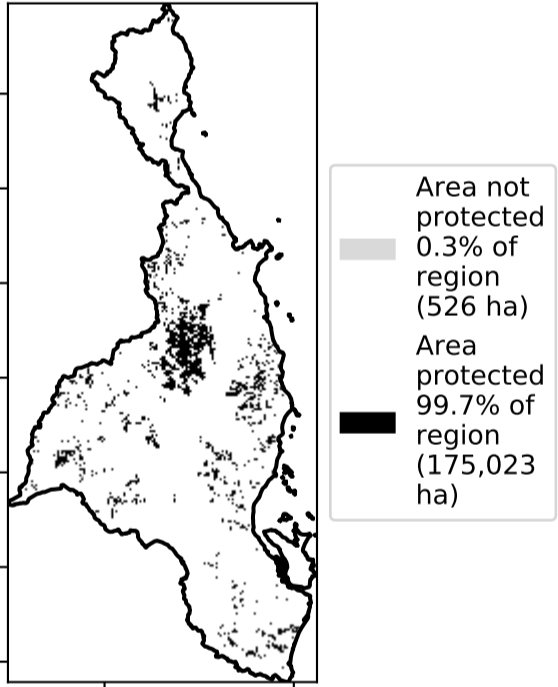 Area not
protected
0.3% of
region
(526 ha)
Area
protected
99.7% of
region
(175,023
ha)